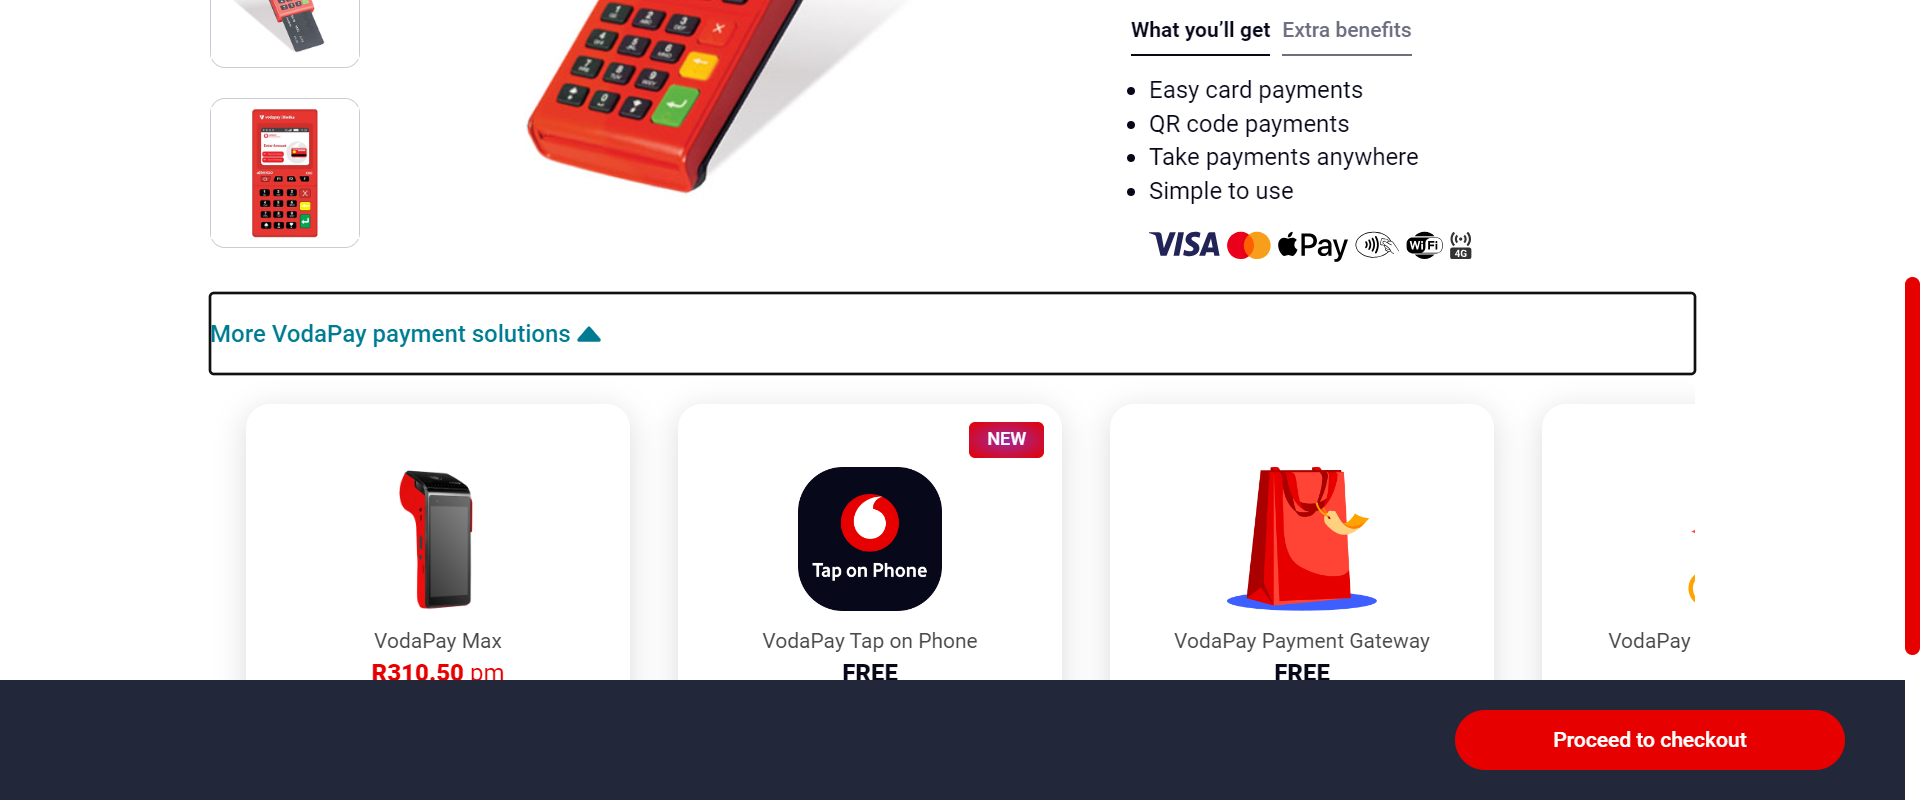 What you’ll get Extra benefits
Easy card payments
QR code payments
Take payments anywhere
Simple to use
VISA Pay WiFi 4G
More VodaPay payment solutions
NEW
Tap on Phone
VodaPay Max
R310.50 pm
VodaPay Tap on Phone
FREE
VodaPay Payment Gateway
FREE
VodaPay
Proceed to checkout